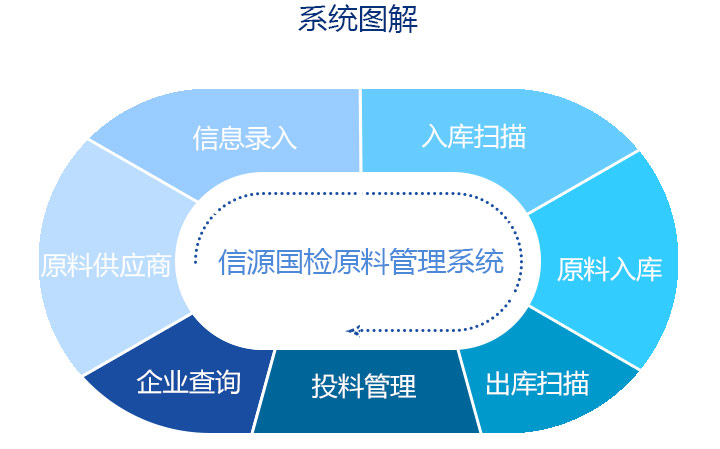 系统图解
信息录入
入库扫描
原料供应商
信源国检原料管理系统
原料入库
企业查询
投料管理
出库扫描